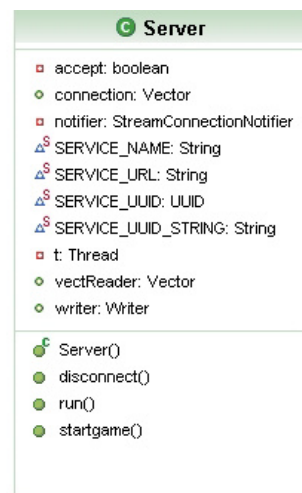 C Server
accept: boolean
connection: Vector
notifier: StreamConnectionNotifier
S SERVICE_NAME: String
S SERVICE_URL: String
S SERVICE_UUID: UUID
S SERVICE_UUID_STRING: String
t: Thread
vectReader: Vector
writer: Writer
C Server()
disconnect()
run()
startgame()